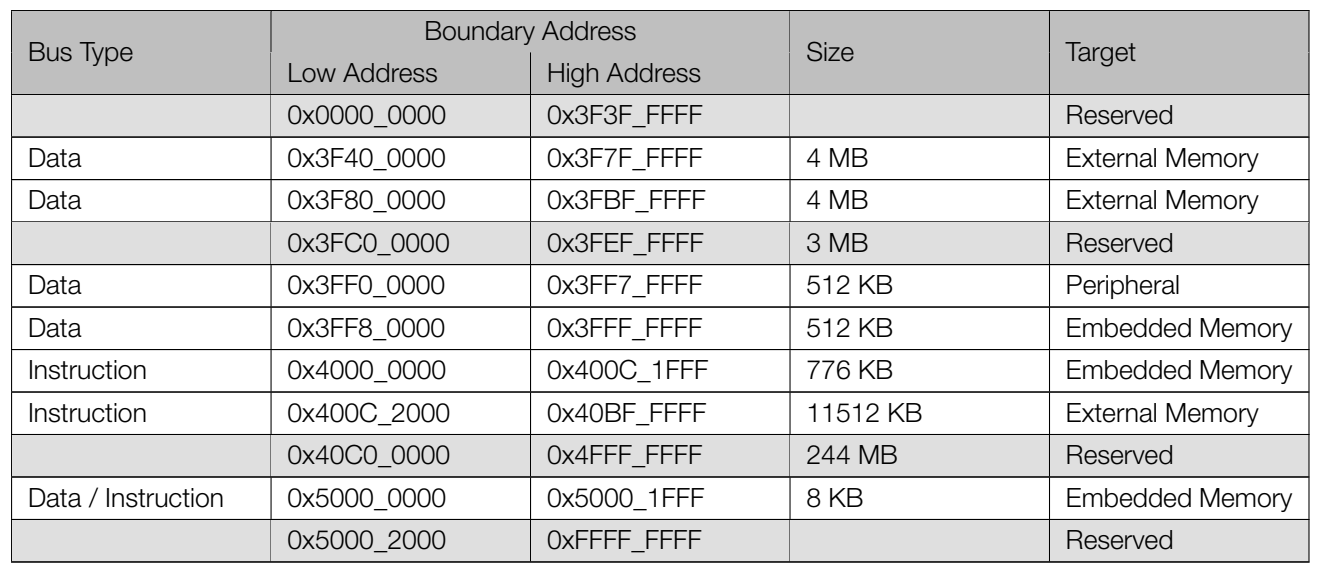 Bus Type Boundary Address Size Target
Low Address High Address
0x0000_0000 0x3F3F_FFFF Reserved
Data 0x3F40_0000 0x3F7F_FFFF 4 MB External Memory
Data 0x3F80_0000 0x3FBF_FFFF 4 MB External Memory
0x3FC0_0000 0x3FEF_FFFF 3 MB Reserved
Data 0x3FF0_0000 0x3FF7_FFFF 512 KB Peripheral
Data 0x3FF8_0000 0x3FFF_FFFF 512 KB Embedded Memory
Instruction 0x4000_0000 0x400C_1FFF 776 KB Embedded Memory
Instruction 0x400C_2000 0x40BF_FFFF 11512 KB External Memory
0x40C0_0000 0x4FFF_FFFF 244 MB Reserved
Data / Instruction 0x5000_0000 0x5000_1FFF 8 KB Embedded Memory
0x5000_2000 0xFFFF_FFFF Reserved